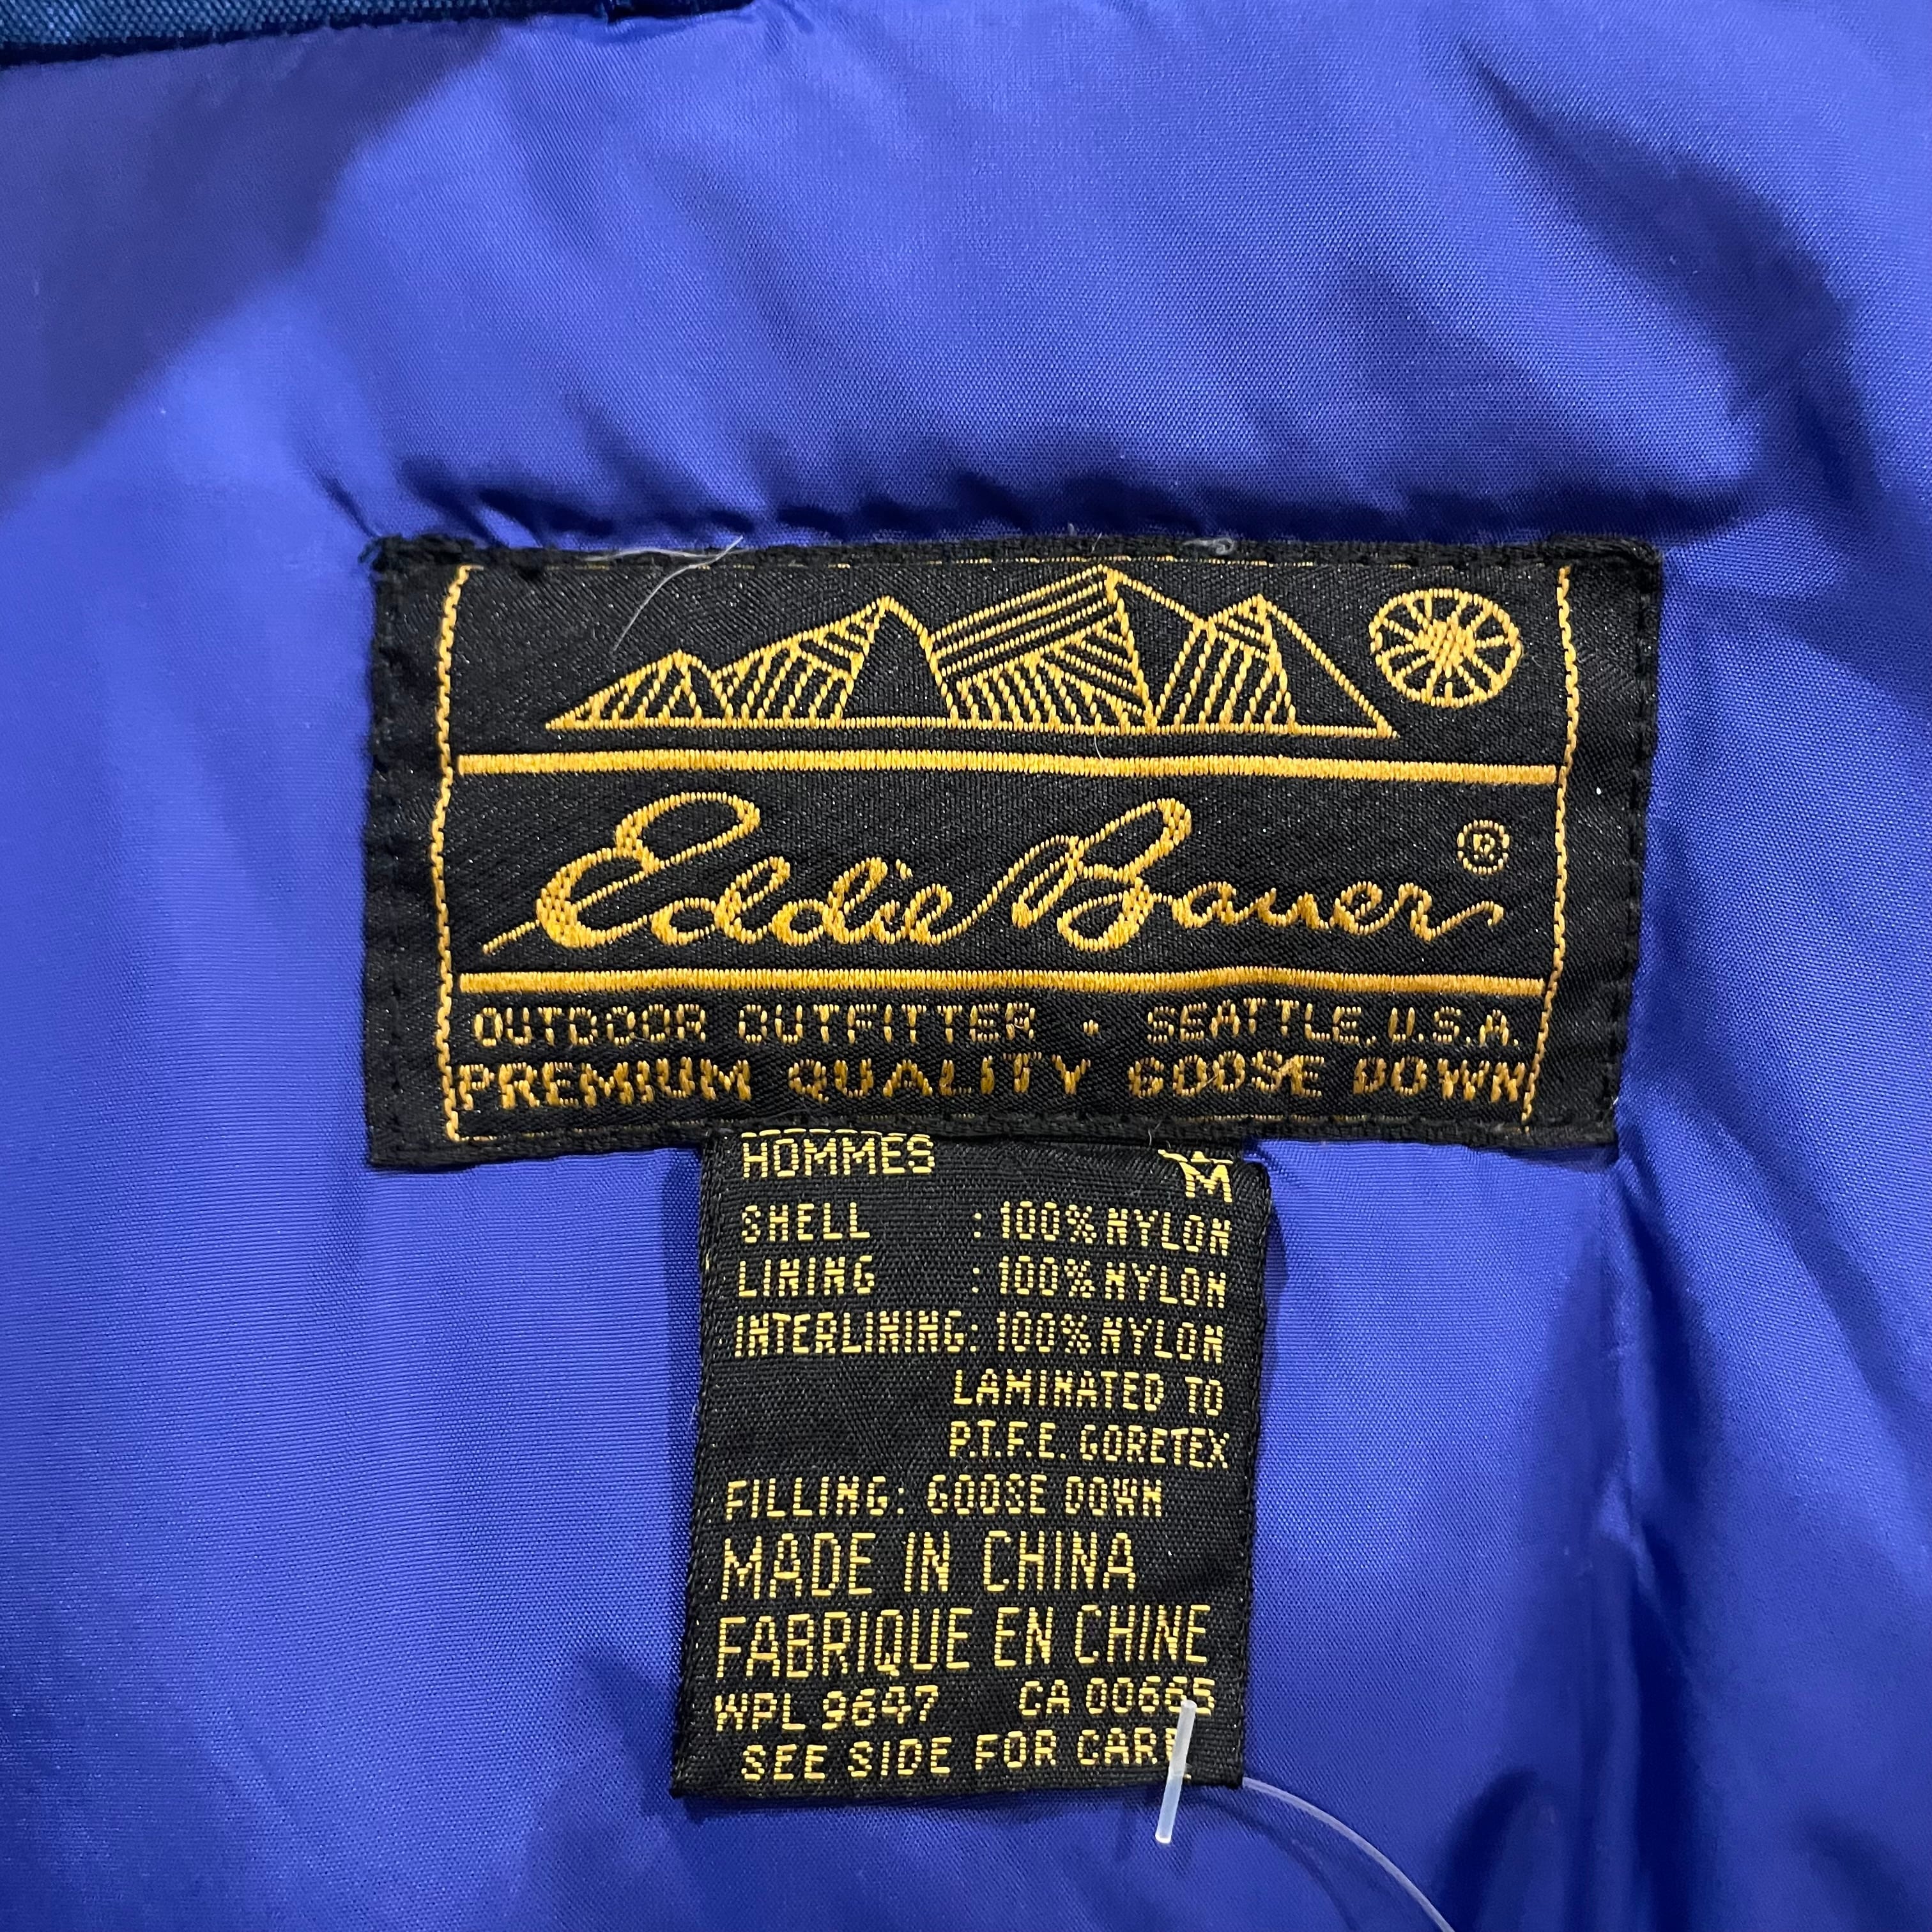 Eddie Bauer ®
OUTDOOR OUTFITTER · SEATTLE, U.S.A.
PREMIUM QUALITY GOOSE DOWN
HOMMES M
SHELL : 100% NYLON
LINING : 100% NYLON
INTERLINING: 100% NYLON
LAMINATED TO
P.T.F.E. GORETEX
FILLING: GOOSE DOWN
MADE IN CHINA
FABRIQUE EN CHINE
WPL 9647 CA 00665
SEE SIDE FOR CARE